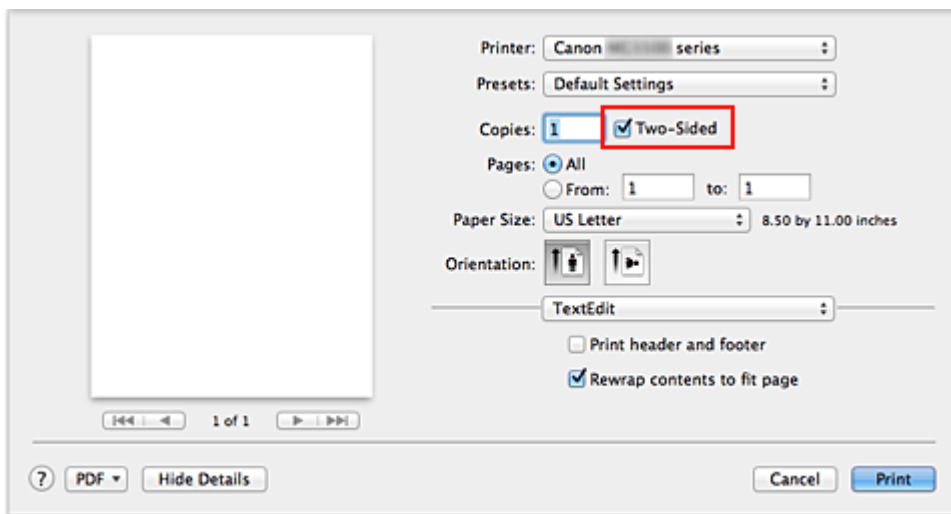 Printer: Canon series
Presets: Default Settings
Copies: 1 Two-Sided
Pages: All
From: 1 to: 1
Paper Size: US Letter 8.50 by 11.00 inches
Orientation:
TextEdit
Print header and footer
Rewrap contents to fit page
1 of 1
? PDF Hide Details Cancel Print